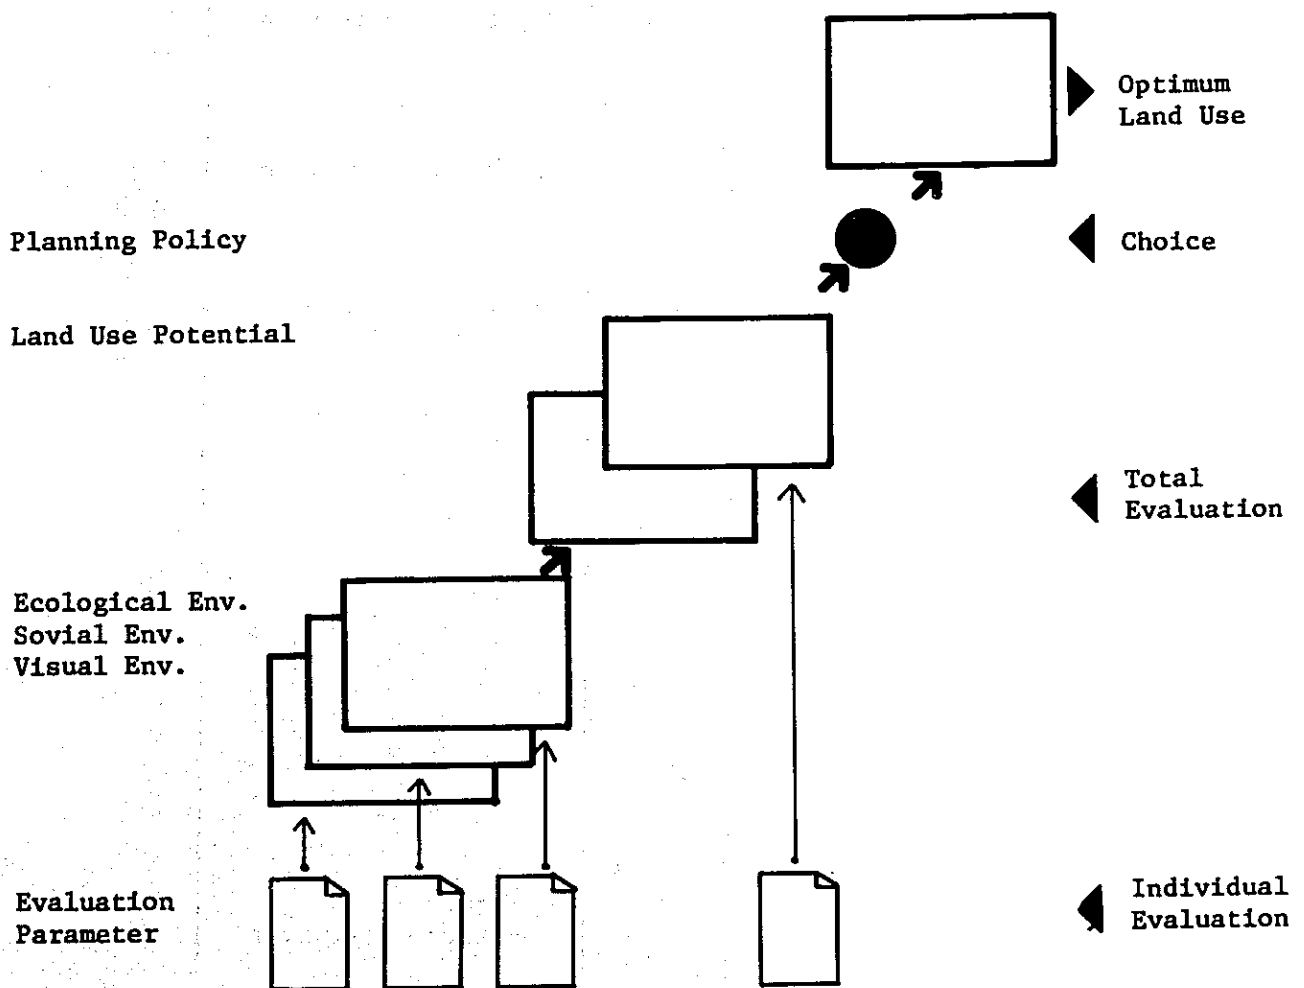 Optimum
Land Use
Planning Policy
Choice
Land Use Potential
Total
Evaluation
Ecological Env.
Sovial Env.
Visual Env.
Evaluation
Parameter
Individual
Evaluation